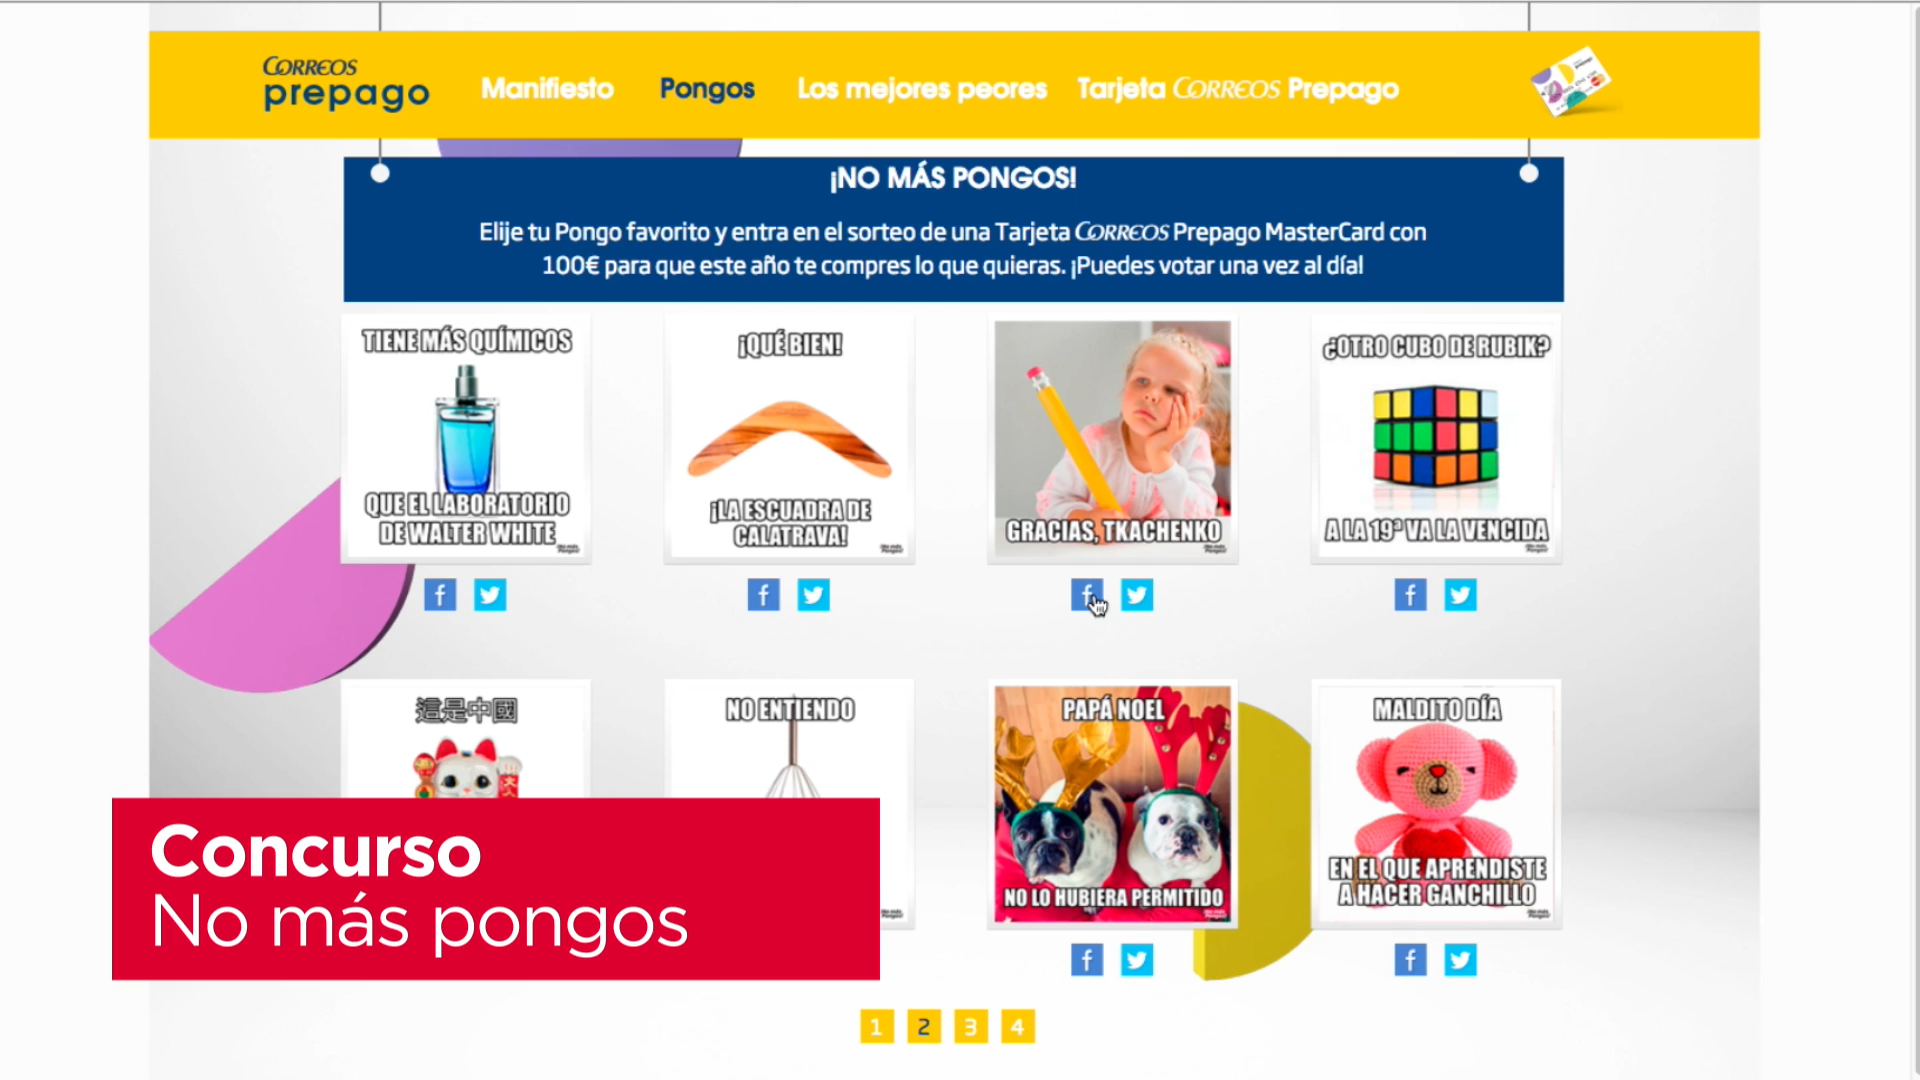 CORREOS
prepago
Manifiesto
Pongos
Los mejores peores
Tarjeta CORREOS Prepago
¡NO MÁS PONGOS!
Elije tu Pongo favorito y entra en el sorteo de una Tarjeta CORREOS Prepago MasterCard con
100€ para que este año te compres lo que quieras. ¡Puedes votar una vez al día!
TIENE MÁS QUÍMICOS
QUE EL LABORATORIO
DE WALTER WHITE
¡QUÉ BIEN!
¡LA ESCUADRA DE
CALATRAVA!
GRACIAS, TKACHENKO
¿OTRO CUBO DE RUBIK?
A LA 19ª VA LA VENCIDA
這是中國
NO ENTIENDO
PAPÁ NOEL
NO LO HUBIERA PERMITIDO
MALDITO DÍA
EN EL QUE APRENDISTE
A HACER GANCHILLO
Concurso
No más pongos
1 2 3 4